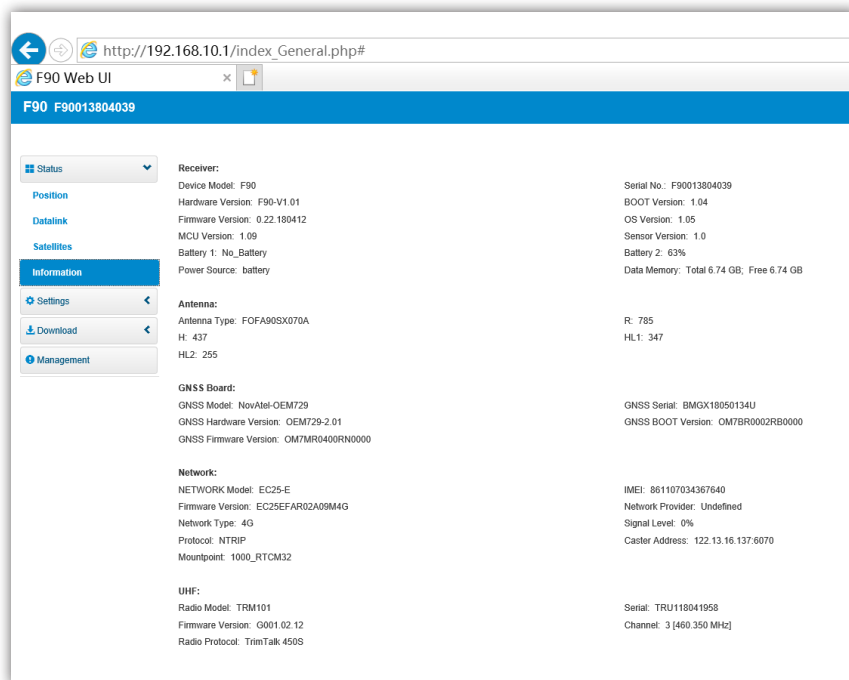 http://192.168.10.1/index_General.php#
F90 Web UI
F90 F90013804039
Status
Position
Datalink
Satellites
Information
Settings
Download
Management
Receiver:
Device Model: F90 Serial No.: F90013804039
Hardware Version: F90-V1.01 BOOT Version: 1.04
Firmware Version: 0.22.180412 OS Version: 1.05
MCU Version: 1.09 Sensor Version: 1.0
Battery 1: No_Battery Battery 2: 63%
Power Source: battery Data Memory: Total 6.74 GB; Free 6.74 GB
Antenna:
Antenna Type: FOFA90SX070A R: 785
H: 437 HL1: 347
HL2: 255
GNSS Board:
GNSS Model: NovAtel-OEM729 GNSS Serial: BMGX18050134U
GNSS Hardware Version: OEM729-2.01 GNSS BOOT Version: OM7BR0002RB0000
GNSS Firmware Version: OM7MR0400RN0000
Network:
NETWORK Model: EC25-E IMEI: 861107034367640
Firmware Version: EC25EFAR02A09M4G Network Provider: Undefined
Network Type: 4G Signal Level: 0%
Protocol: NTRIP Caster Address: 122.13.16.137:6070
Mountpoint: 1000_RTCM32
UHF:
Radio Model: TRM101 Serial: TRU118041958
Firmware Version: G001.02.12 Channel: 3 [460.350 MHz]
Radio Protocol: TrimTalk 450S